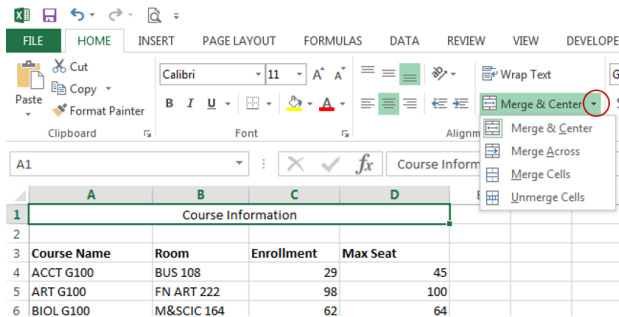 FILE HOME INSERT PAGE LAYOUT FORMULAS DATA REVIEW VIEW DEVELOPE
Cut
Copy
Paste
Format Painter
Clipboard
Calibri 11 A A
B I U A
Font
Wrap Text
Merge & Center
Alignm
Merge & Center
Merge Across
Merge Cells
Unmerge Cells
A1 fx Course Inform
A B C D E
1 Course Information
2
3 Course Name Room Enrollment Max Seat
4 ACCT G100 BUS 108 29 45
5 ART G100 FN ART 222 98 100
6 BIOL G100 M&SCIC 164 62 64